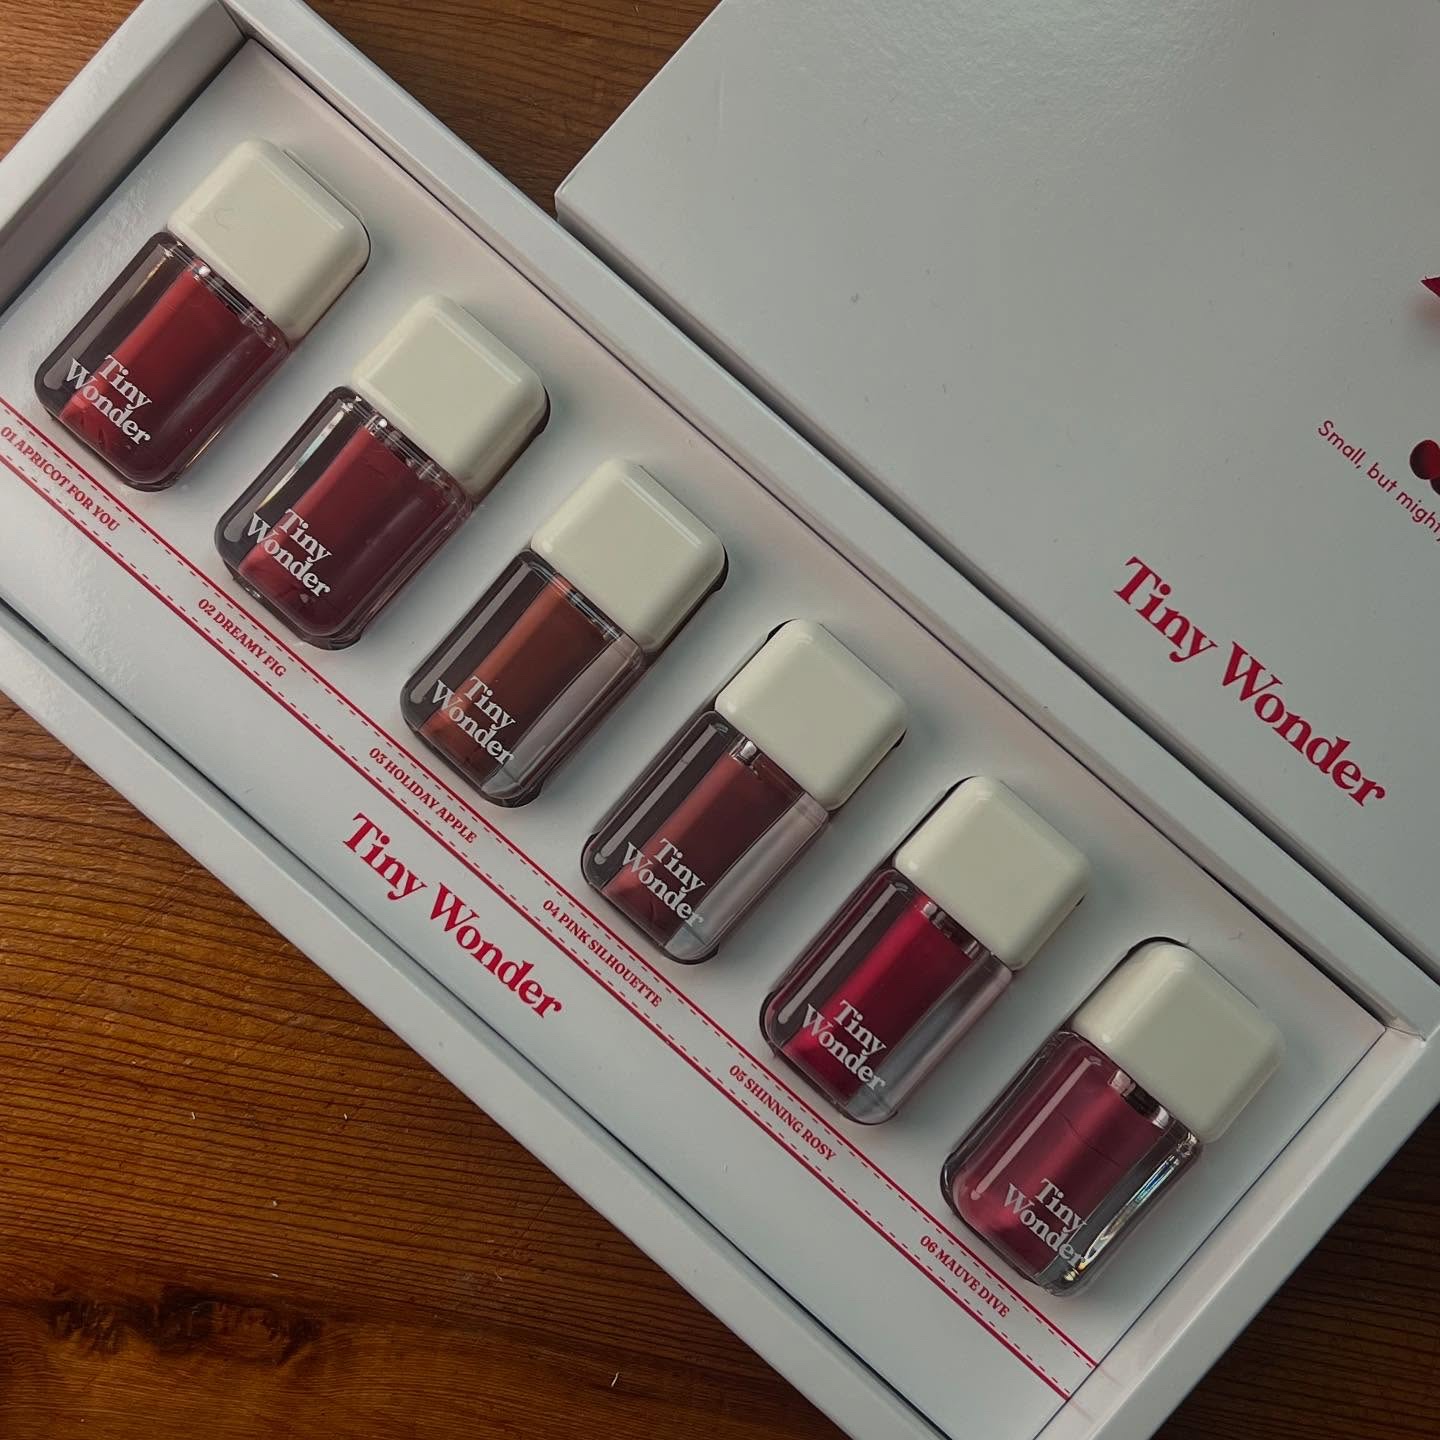 Tiny
Wonder
Tiny
Wonder
Tiny
Wonder
Tiny
Wonder
Tiny
Wonder
Tiny
Wonder
01 APRICOT FOR YOU
02 DREAMY FIG
03 HOLIDAY APPLE
04 PINK SILHOUETTE
05 SHINNING ROSY
06 MAUVE DIVE
Tiny Wonder
Small, but mighty
Tiny Wonder